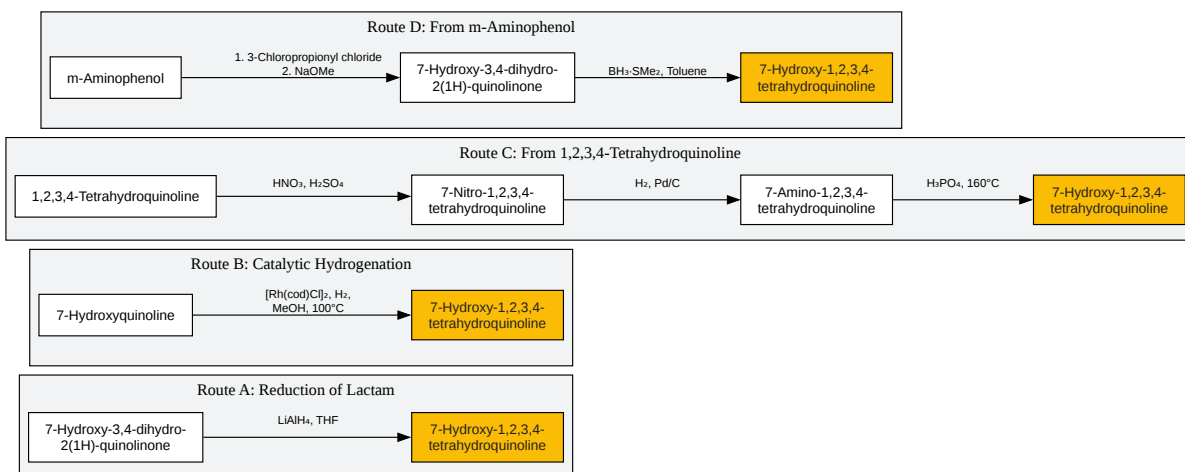 Route D: From m-Aminophenol
m-Aminophenol
1. 3-Chloropropionyl chloride
2. NaOMe
7-Hydroxy-3,4-dihydro-
2(1H)-quinolinone
BH₃·SMe₂, Toluene
7-Hydroxy-1,2,3,4-
tetrahydroquinoline
Route C: From 1,2,3,4-Tetrahydroquinoline
1,2,3,4-Tetrahydroquinoline
HNO₃, H₂SO₄
7-Nitro-1,2,3,4-
tetrahydroquinoline
H₂, Pd/C
7-Amino-1,2,3,4-
tetrahydroquinoline
H₃PO₄, 160°C
7-Hydroxy-1,2,3,4-
tetrahydroquinoline
Route B: Catalytic Hydrogenation
7-Hydroxyquinoline
[Rh(cod)Cl]₂, H₂,
MeOH, 100°C
7-Hydroxy-1,2,3,4-
tetrahydroquinoline
Route A: Reduction of Lactam
7-Hydroxy-3,4-dihydro-
2(1H)-quinolinone
LiAlH₄, THF
7-Hydroxy-1,2,3,4-
tetrahydroquinoline